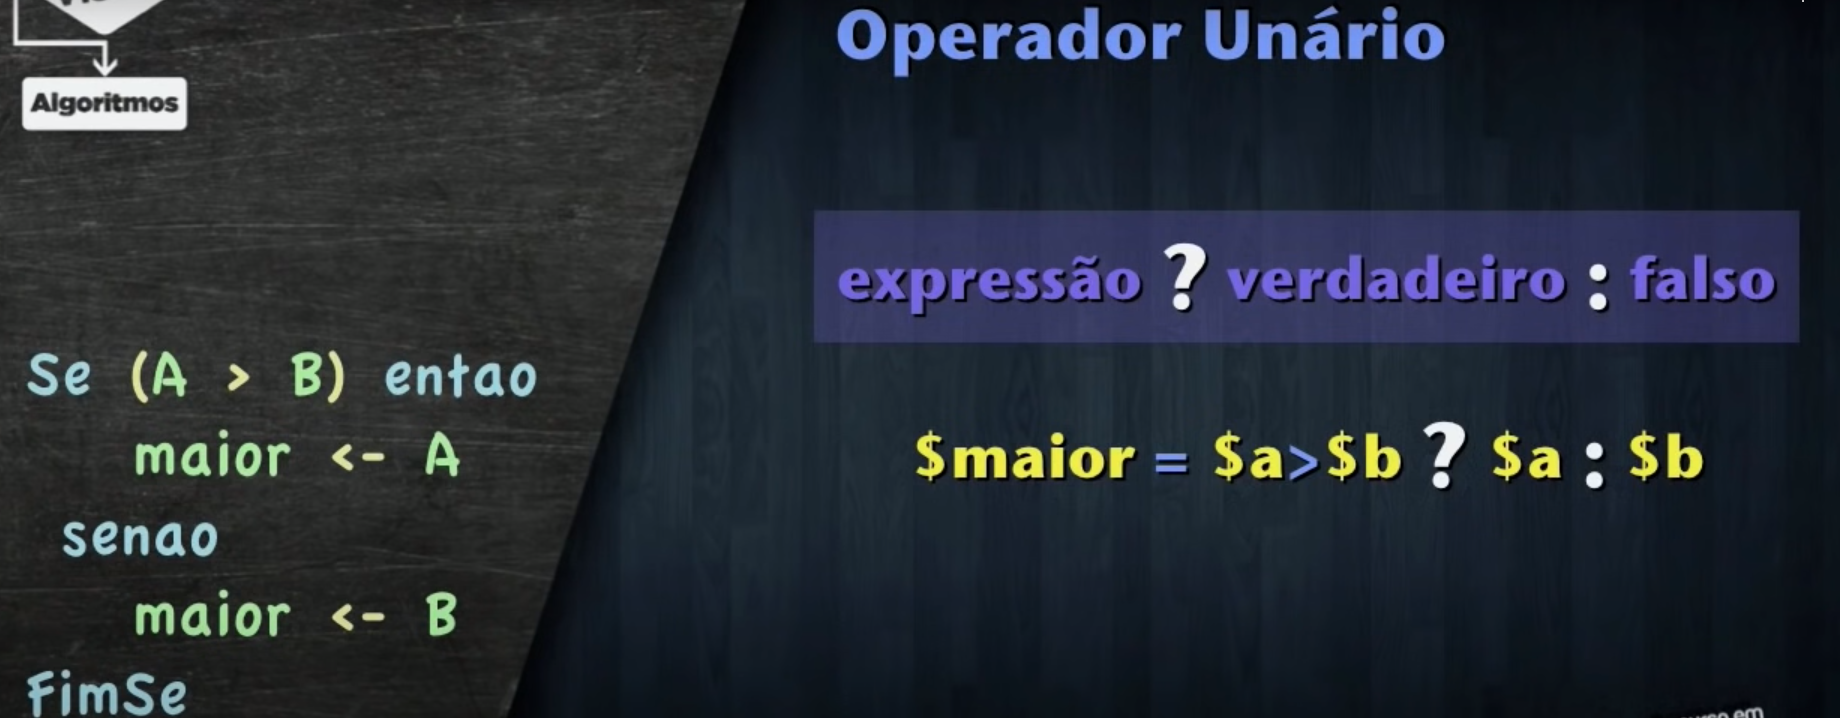 Algoritmos
Se (A > B) entao
maior <- A
senao
maior <- B
FimSe
Operador Unário
expressão ? verdadeiro : falso
$maior = $a>$b ? $a : $b